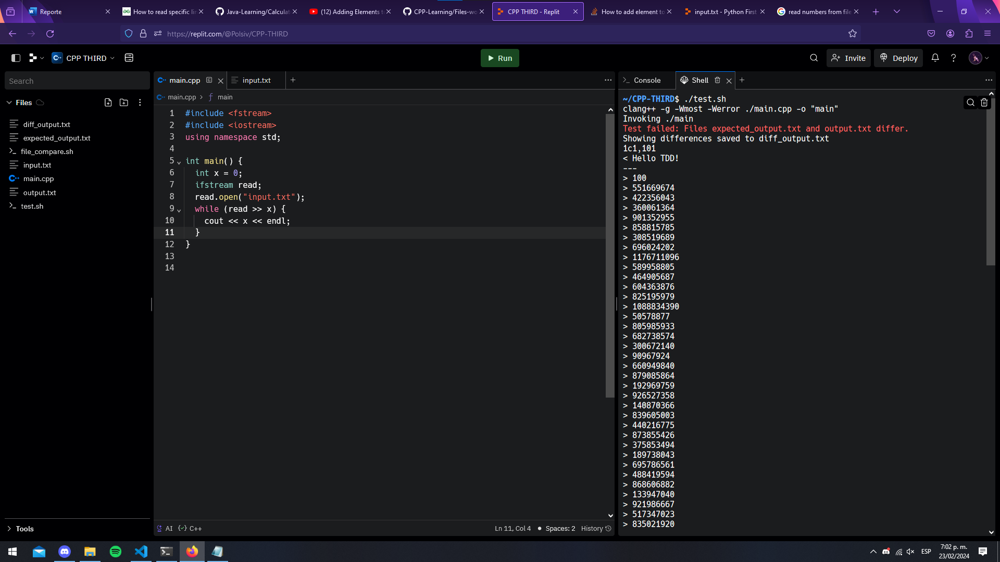 Reporte
How to read specific lin
Java-Learning/Calculat
(12) Adding Elements to
CPP-Learning/Files-wo
CPP THIRD - Replit
How to add element to
input.txt - Python First
read numbers from file
https://replit.com/@Polsiv/CPP-THIRD
CPP THIRD
Run
Invite
Deploy
Search
Files
diff_output.txt
expected_output.txt
file_compare.sh
input.txt
main.cpp
output.txt
test.sh
Tools
main.cpp
input.txt
main.cpp > main
1 #include <fstream>
2 #include <iostream>
3 using namespace std;
4
5 int main() {
6 int x = 0;
7 ifstream read;
8 read.open("input.txt");
9 while (read >> x) {
10 cout << x << endl;
11 }
12 }
13
14
AI C++
Ln 11, Col 4 Spaces: 2 History
Console
Shell
~/CPP-THIRD$ ./test.sh
clang++ -g -Wmost -Werror ./main.cpp -o "main"
Invoking ./main
Test failed: Files expected_output.txt and output.txt differ.
Showing differences saved to diff_output.txt
1c1,101
< Hello TDD!
---
> 100
> 551669674
> 422356043
> 360061364
> 901352955
> 858815785
> 308519689
> 696024202
> 1176711096
> 589958805
> 464905687
> 604363876
> 825195979
> 1088834390
> 50578877
> 805985933
> 682738574
> 300672140
> 90967924
> 660949840
> 879085864
> 192969759
> 926527358
> 140870366
> 839605003
> 440216775
> 873855426
> 375853494
> 189738043
> 695786561
> 488419594
> 868606882
> 133947040
> 921986667
> 517347023
> 835021920
ESP
7:02 p. m.
23/02/2024